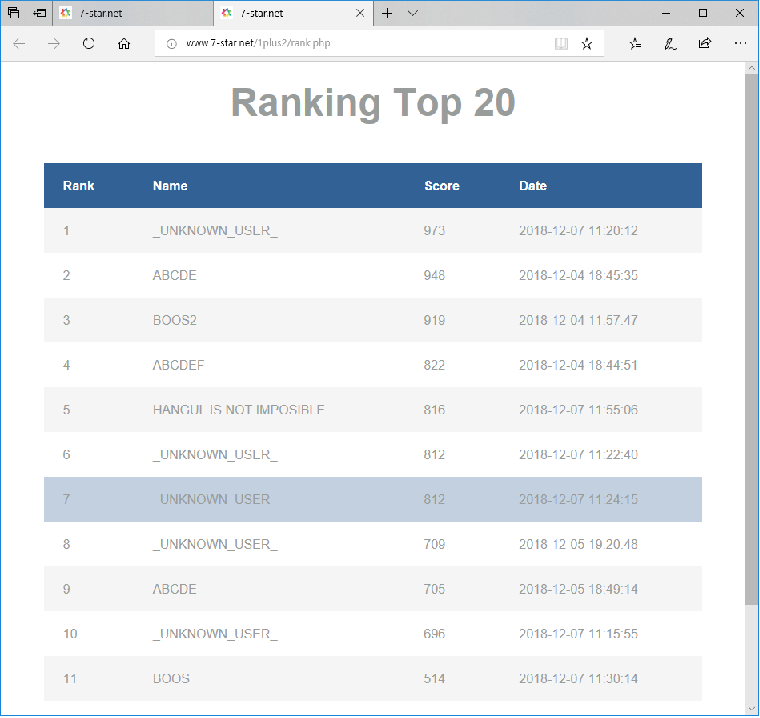 7-star.net
7-star.net
www.7-star.net/1plus2/rank.php
Ranking Top 20
Rank Name Score Date
1 _UNKNOWN_USER_ 973 2018-12-07 11:20:12
2 ABCDE 948 2018-12-04 18:45:35
3 BOOS2 919 2018-12-04 11:57:47
4 ABCDEF 822 2018-12-04 18:44:51
5 HANGUL IS NOT IMPOSIBLE 816 2018-12-07 11:55:06
6 _UNKNOWN_USER_ 812 2018-12-07 11:22:40
7 _UNKNOWN_USER_ 812 2018-12-07 11:24:15
8 _UNKNOWN_USER_ 709 2018-12-05 19:20:48
9 ABCDE 705 2018-12-05 18:49:14
10 _UNKNOWN_USER_ 696 2018-12-07 11:15:55
11 BOOS 514 2018-12-07 11:30:14